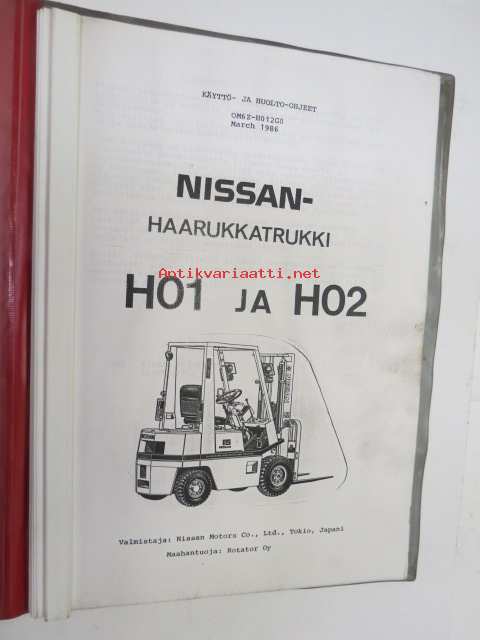 KÄYTTÖ- JA HUOLTO-OHJEET
OM6Z-H012G0
March 1986
NISSAN-
HAARUKKATRUKKI
Antikvariaatti.net
H01 JA H02
Valmistaja: Nissan Motors Co., Ltd., Tokio, Japani
Maahantuoja: Rotator Oy